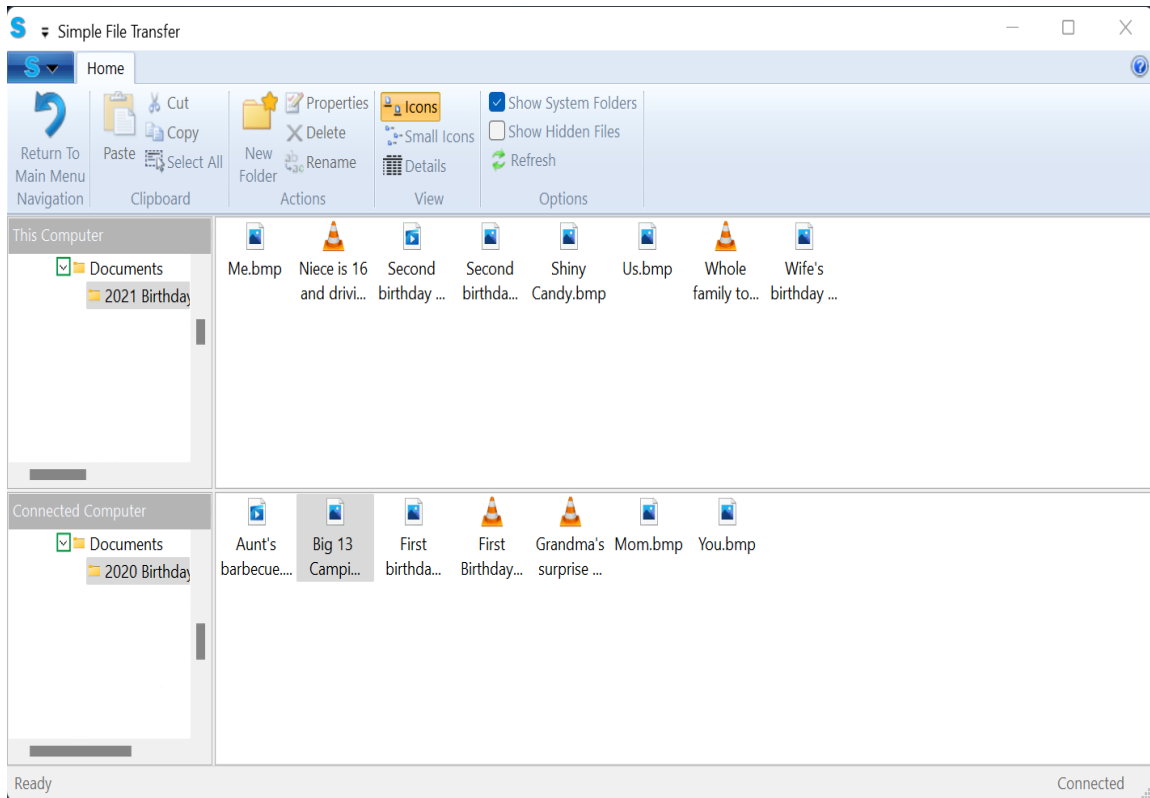 S Simple File Transfer
S Home
Return To Main Menu
Navigation
Paste
Cut
Copy
Select All
Clipboard
New Folder
Properties
Delete
Rename
Actions
Icons
Small Icons
Details
View
Show System Folders
Show Hidden Files
Refresh
Options
This Computer
Documents
2021 Birthday
Me.bmp
Niece is 16
and drivi...
Second
birthday ...
Second
birthda...
Shiny
Candy.bmp
Us.bmp
Whole
family to...
Wife's
birthday ...
Connected Computer
Documents
2020 Birthday
Aunt's
barbecue....
Big 13
Campi...
First
birthda...
First
Birthday...
Grandma's
surprise ...
Mom.bmp
You.bmp
Ready
Connected